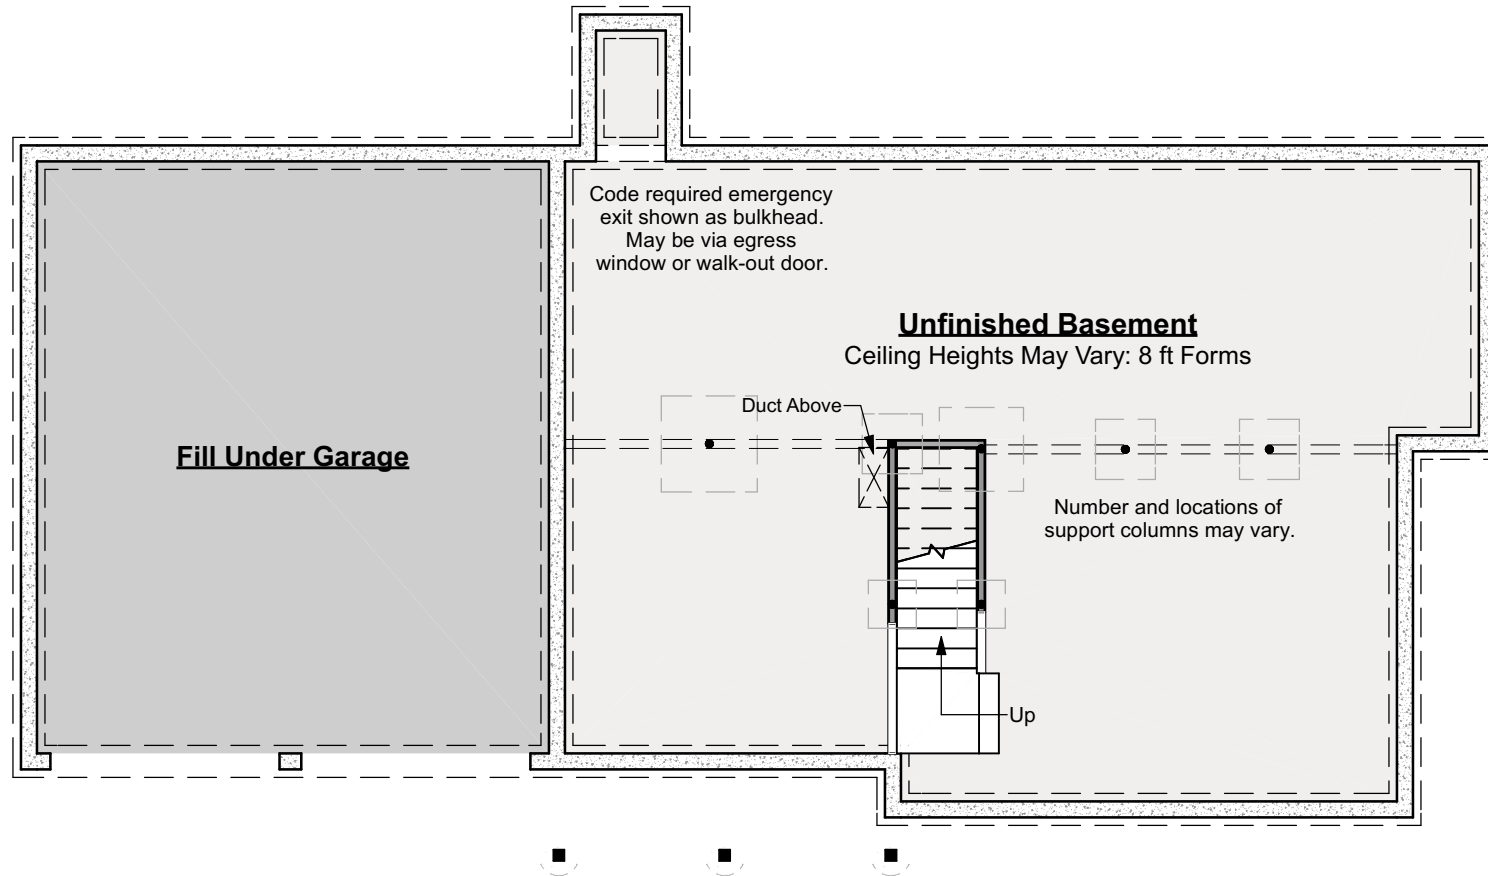 Code required emergency
exit shown as bulkhead.
May be via egress
window or walk-out door.
Unfinished Basement
Ceiling Heights May Vary: 8 ft Forms
Duct Above
Fill Under Garage
Number and locations of
support columns may vary.
Up